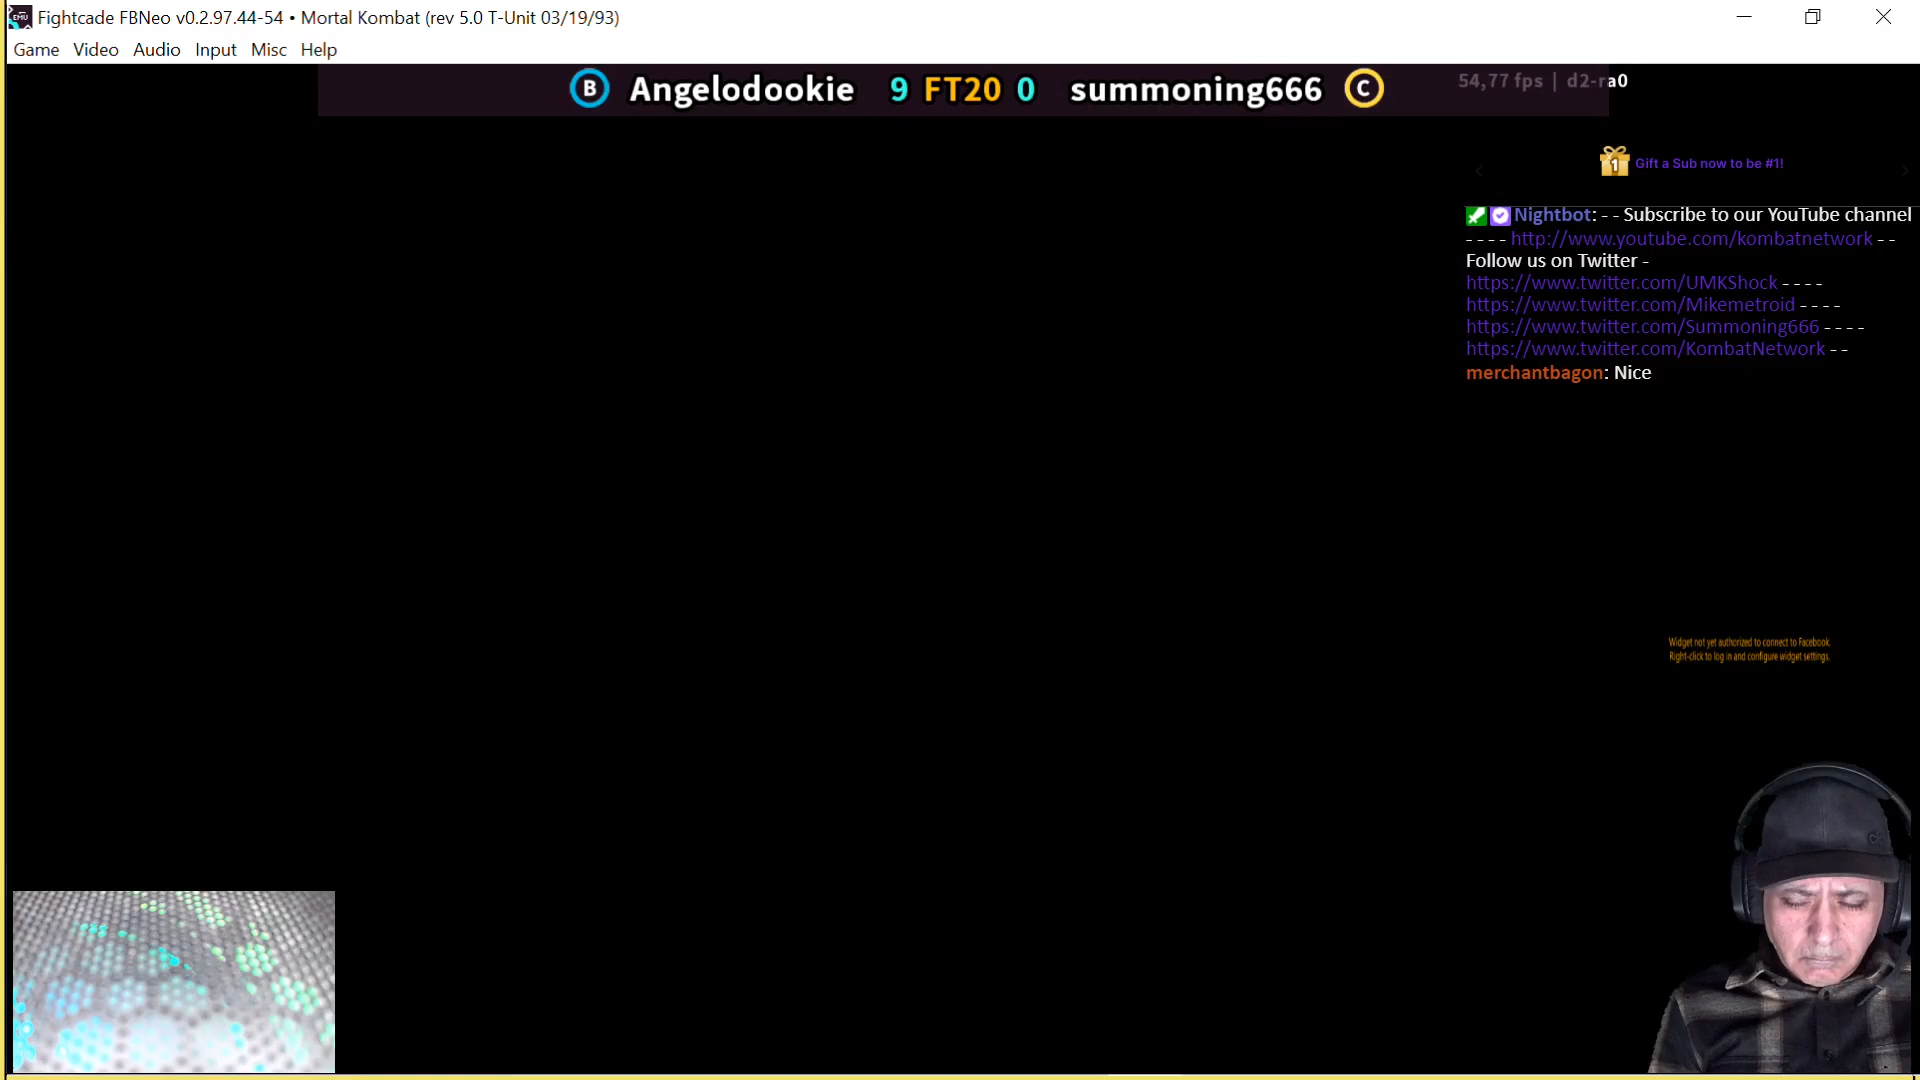 Fightcade FBNeo v0.2.97.44-54 • Mortal Kombat (rev 5.0 T-Unit 03/19/93)
Game Video Audio Input Misc Help
B Angelodookie 9 FT20 0 summoning666 C
54,77 fps | d2-ra0
1 Gift a Sub now to be #1!
Nightbot: - - Subscribe to our YouTube channel
- - - - http://www.youtube.com/kombatnetwork - -
Follow us on Twitter -
https://www.twitter.com/UMKShock - - - -
https://www.twitter.com/Mikemetroid - - - -
https://www.twitter.com/Summoning666 - - - -
https://www.twitter.com/KombatNetwork - -
merchantbagon: Nice
Widget not yet authorized to connect to Facebook.
Right-click to log in and configure widget settings.